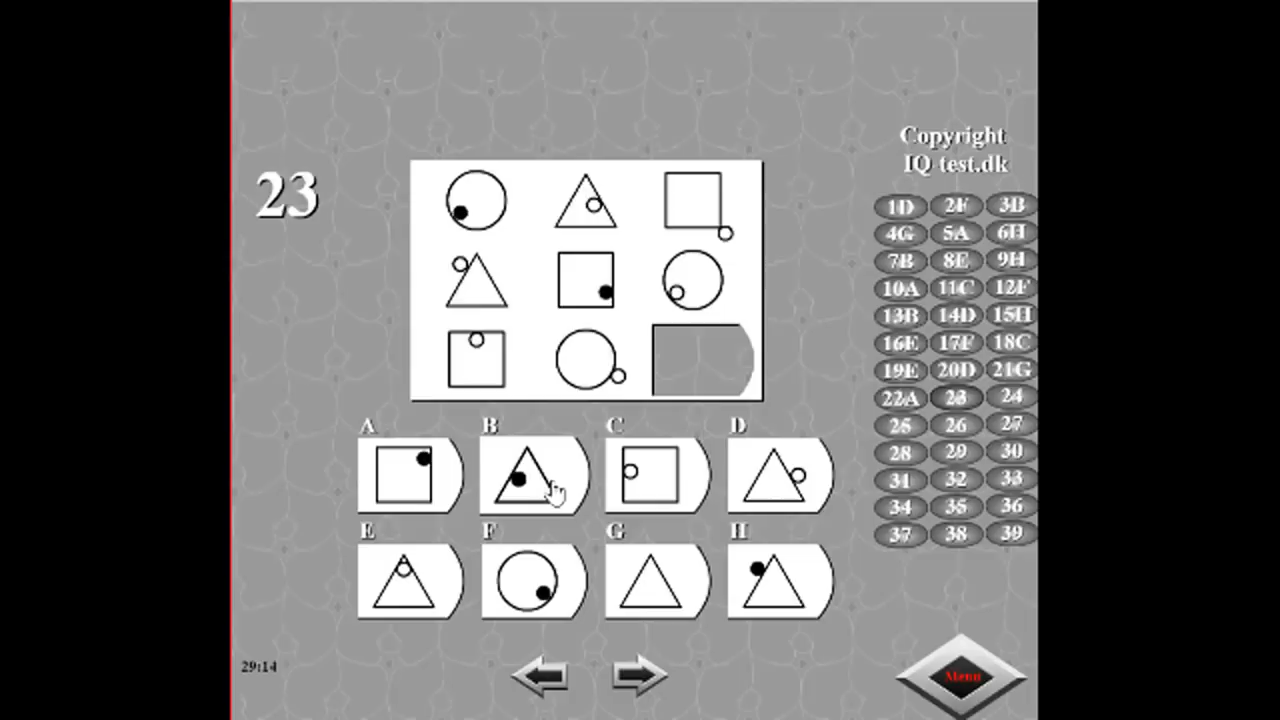 Copyright
IQ test.dk
23
1D 2F 3B
4G 5A 6H
7B 8E 9H
10A 11C 12F
13B 14D 15H
16E 17F 18C
19E 20D 21G
22A 23 24
25 26 27
28 29 30
31 32 33
34 35 36
37 38 39
A B C D
E F G H
29:14
Menu